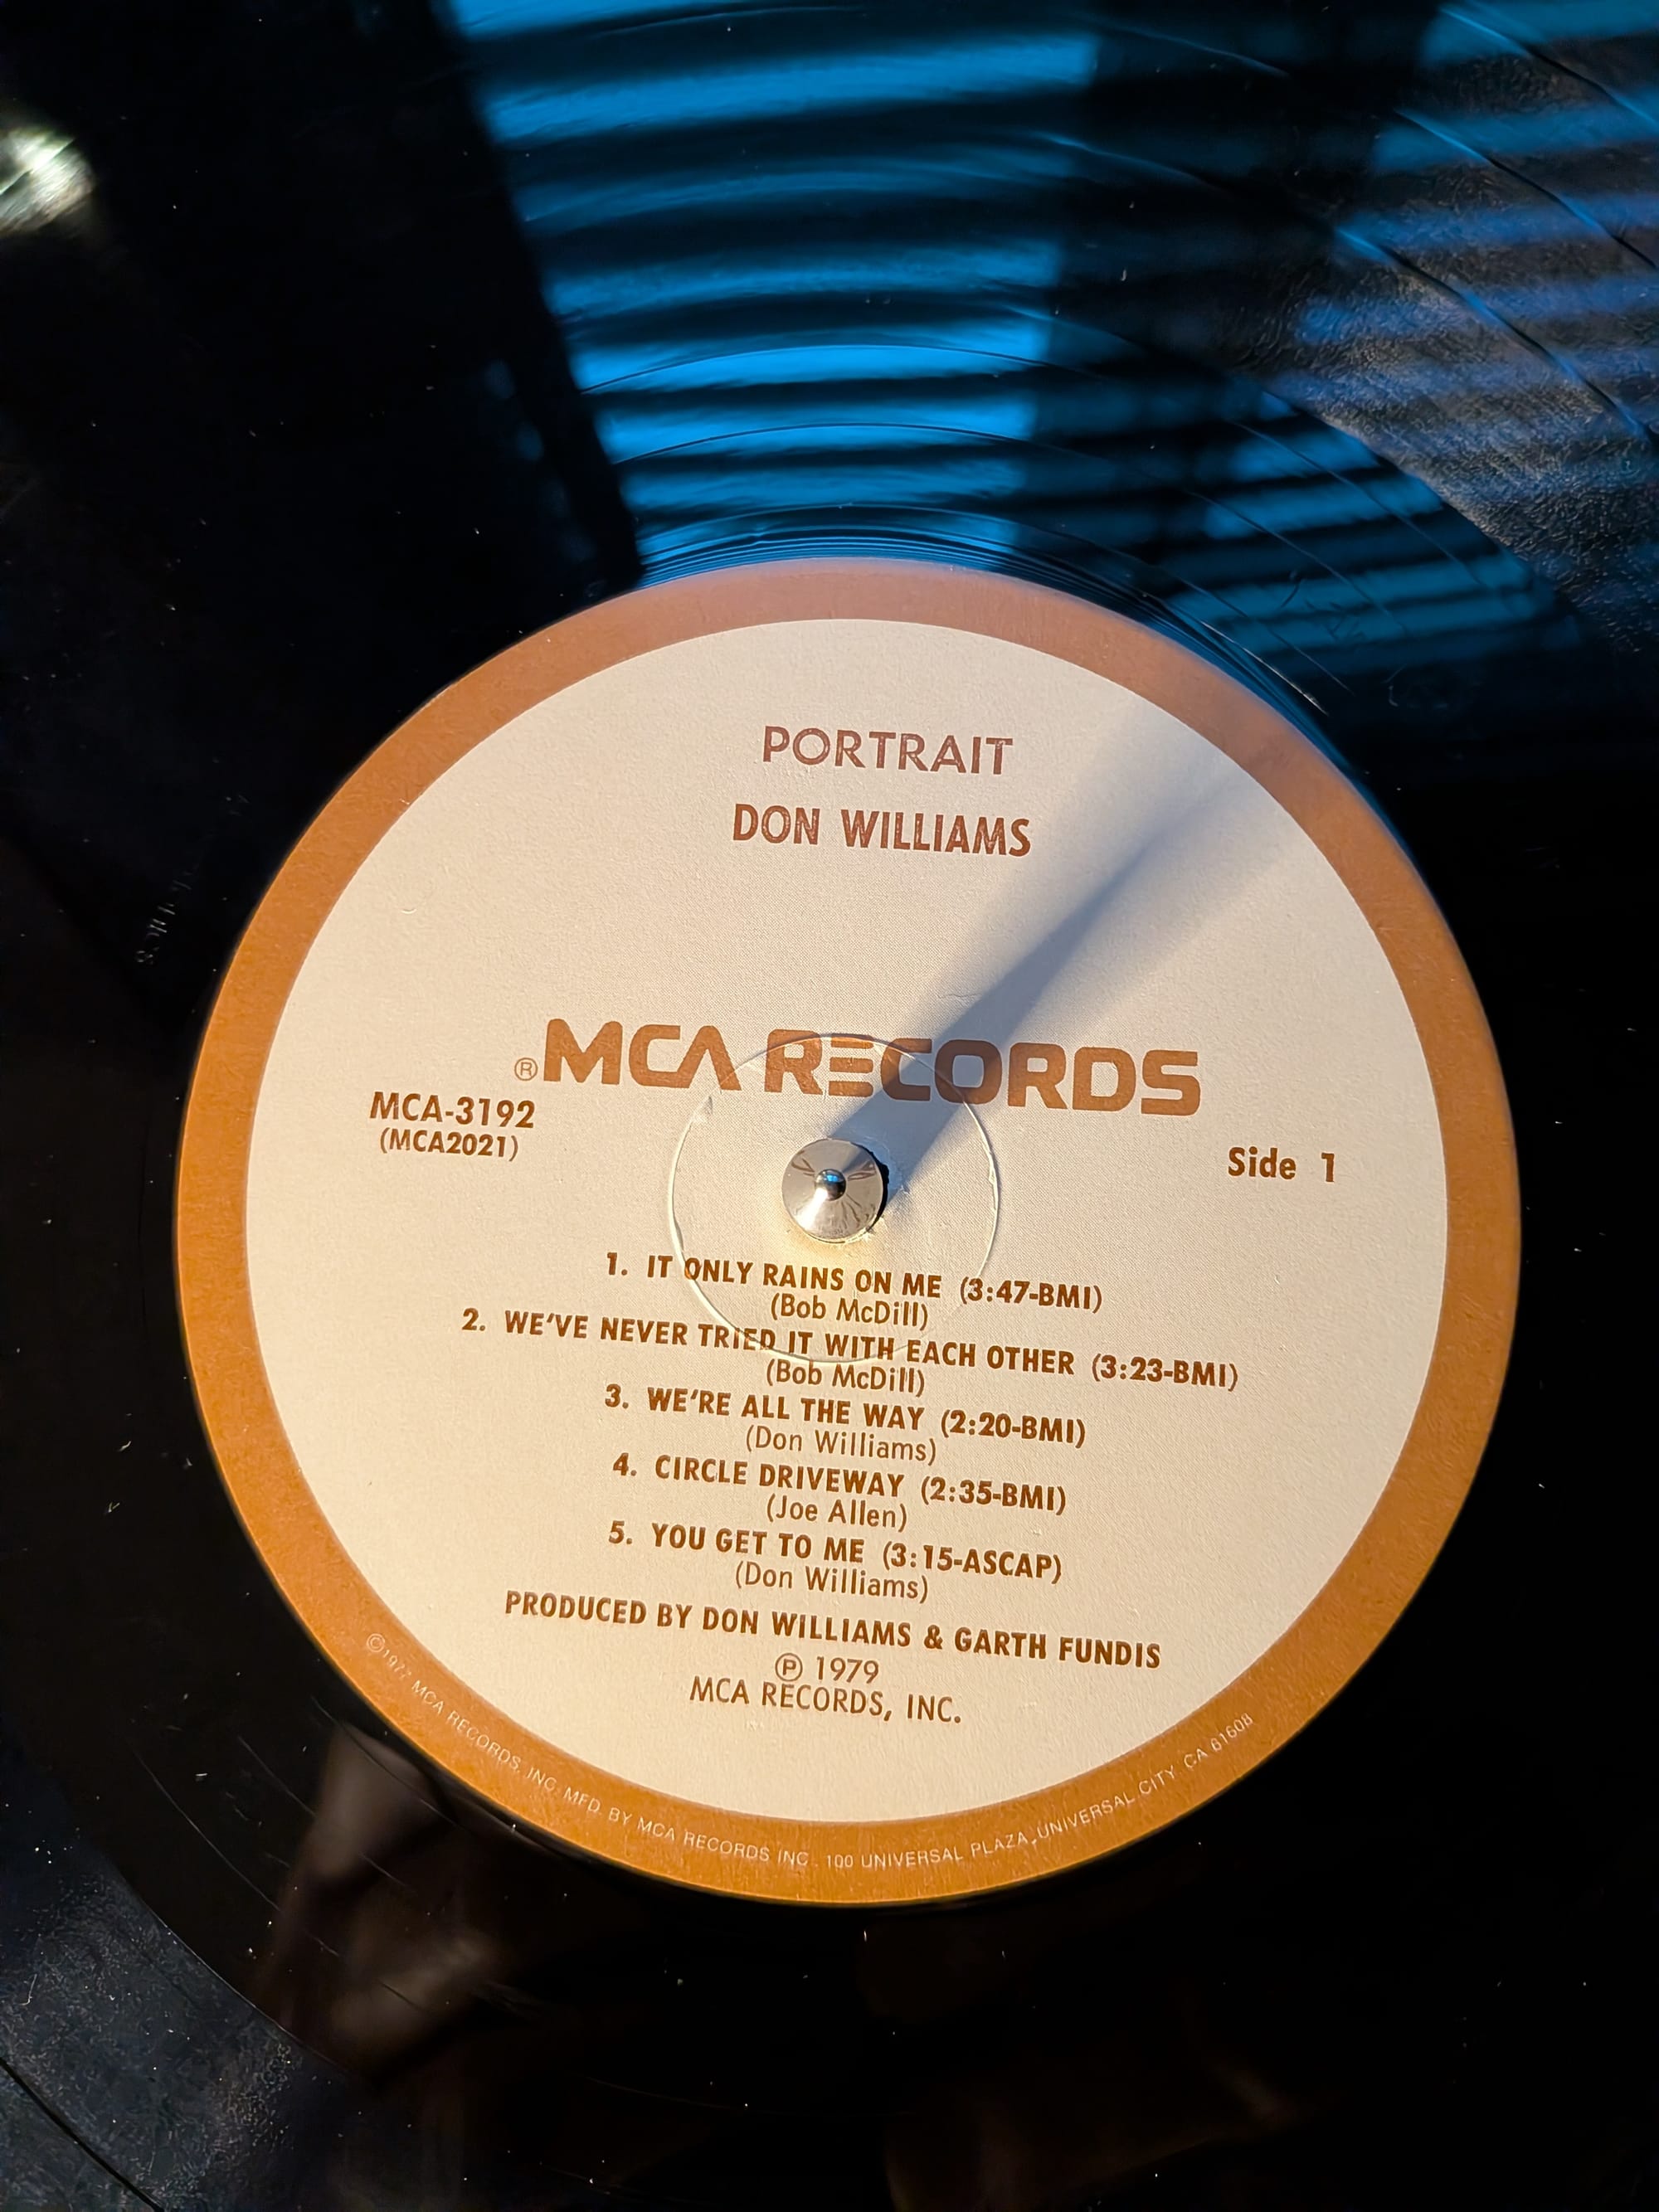 PORTRAIT
DON WILLIAMS
®MCA RECORDS
MCA-3192
(MCA2021)
Side 1
1. IT ONLY RAINS ON ME (3:47-BMI)
(Bob McDill)
2. WE'VE NEVER TRIED IT WITH EACH OTHER (3:23-BMI)
(Bob McDill)
3. WE'RE ALL THE WAY (2:20-BMI)
(Don Williams)
4. CIRCLE DRIVEWAY (2:35-BMI)
(Joe Allen)
5. YOU GET TO ME (3:15-ASCAP)
(Don Williams)
PRODUCED BY DON WILLIAMS & GARTH FUNDIS
℗ 1979
MCA RECORDS, INC.
©1977 MCA RECORDS, INC. MFD. BY MCA RECORDS INC. 100 UNIVERSAL PLAZA, UNIVERSAL CITY, CA 61608